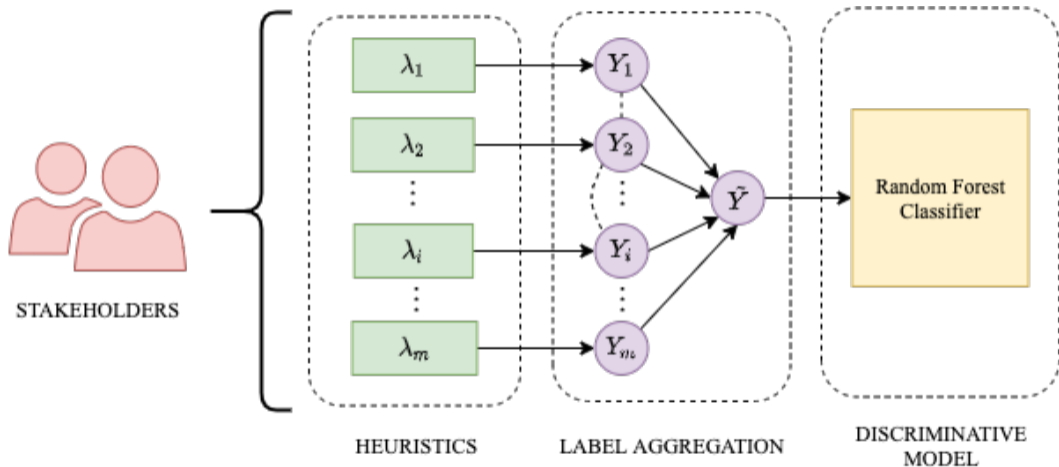 λ1 Y1
λ2 Y2
Ỹ
Random Forest
Classifier
λi Yi
STAKEHOLDERS
λm Ym
HEURISTICS
LABEL AGGREGATION
DISCRIMINATIVE
MODEL